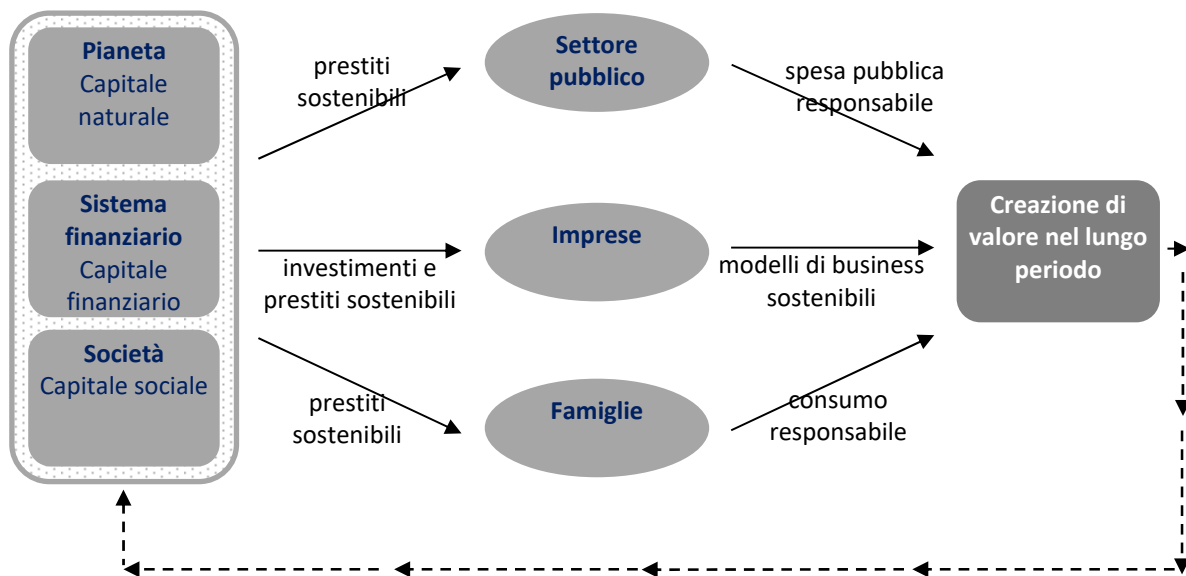 Pianeta
Capitale
naturale
Sistema
finanziario
Capitale
finanziario
Società
Capitale sociale
prestiti
sostenibili
investimenti e
prestiti sostenibili
prestiti
sostenibili
Settore
pubblico
Imprese
Famiglie
spesa pubblica
responsabile
modelli di business
sostenibili
consumo
responsabile
Creazione di
valore nel lungo
periodo